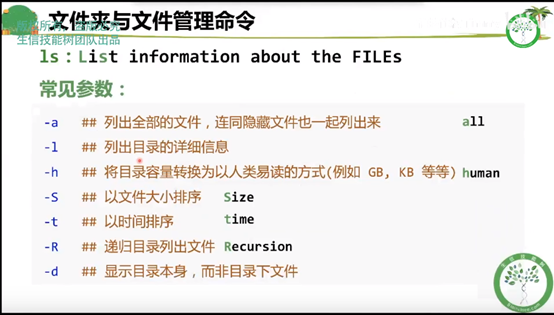 文件夹与文件管理命令
生信技能树团队出品
ls：List information about the FILEs
常见参数：
-a ## 列出全部的文件，连同隐藏文件也一起列出来 all
-l ## 列出目录的详细信息
-h ## 将目录容量转换为以人类易读的方式(例如 GB, KB 等等) human
-S ## 以文件大小排序 Size
-t ## 以时间排序 time
-R ## 递归目录列出文件 Recursion
-d ## 显示目录本身，而非目录下文件